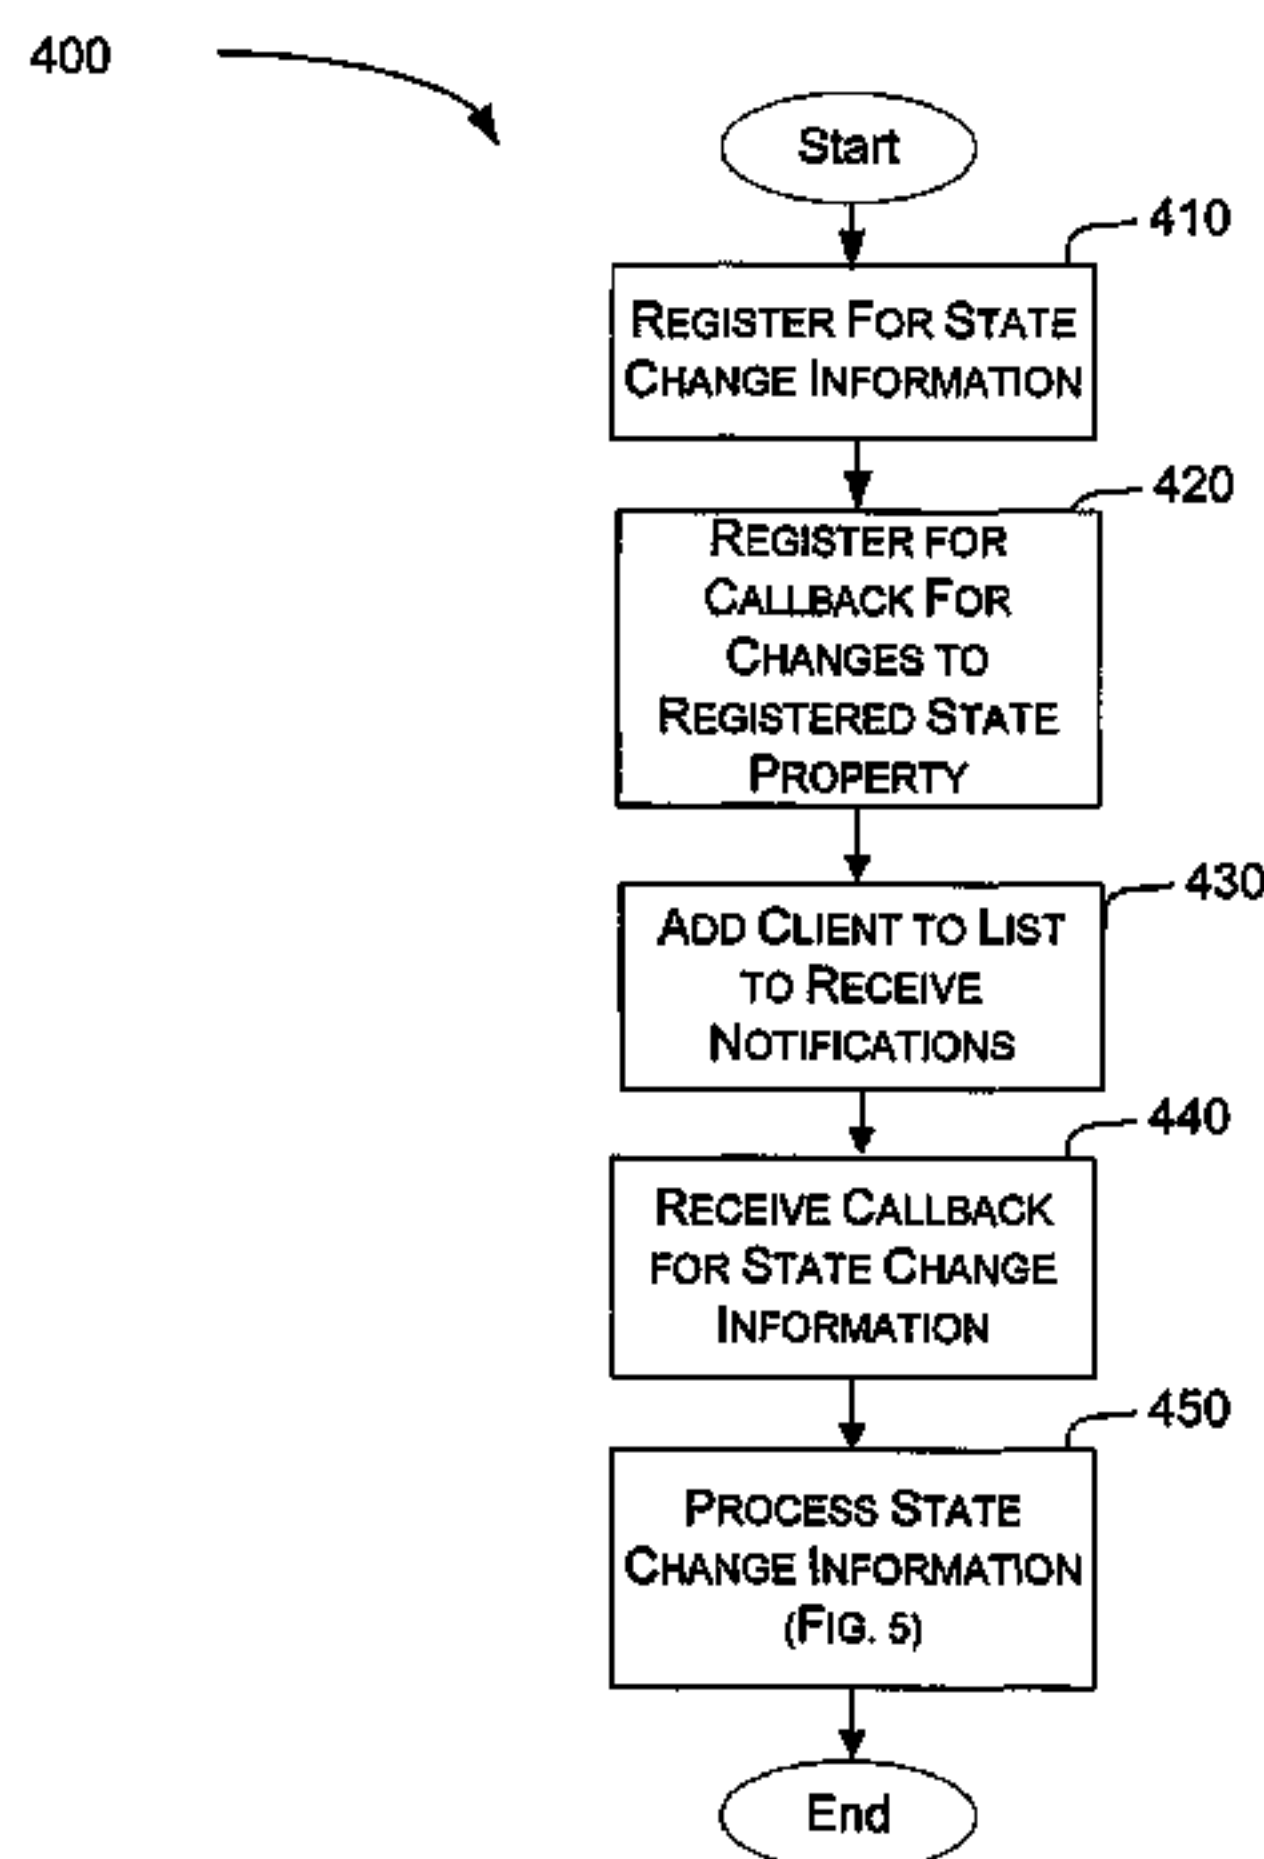 400
Start
410
REGISTER FOR STATE
CHANGE INFORMATION
420
REGISTER FOR
CALLBACK FOR
CHANGES TO
REGISTERED STATE
PROPERTY
430
ADD CLIENT TO LIST
TO RECEIVE
NOTIFICATIONS
440
RECEIVE CALLBACK
FOR STATE CHANGE
INFORMATION
450
PROCESS STATE
CHANGE INFORMATION
(FIG. 5)
End